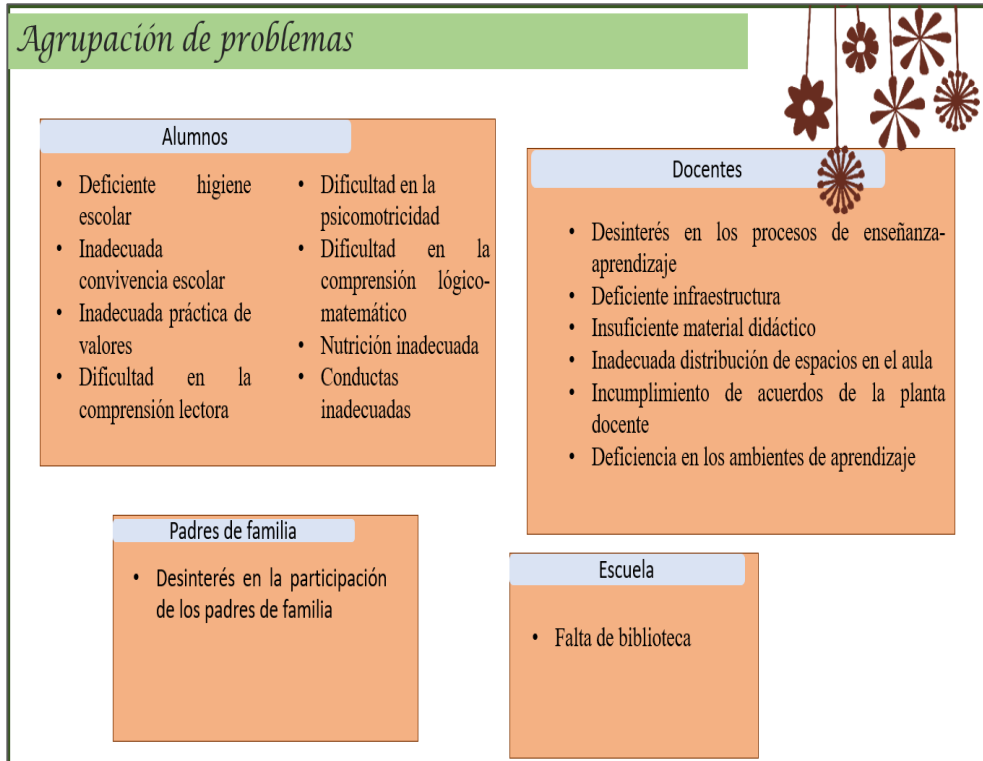 Agrupación de problemas
Alumnos
• Deficiente higiene
escolar
• Inadecuada
convivencia escolar
• Inadecuada práctica de
valores
• Dificultad en la
comprensión lectora
• Dificultad en la
psicomotricidad
• Dificultad en la
comprensión lógico-
matemático
• Nutrición inadecuada
• Conductas
inadecuadas
Docentes
• Desinterés en los procesos de enseñanza-
aprendizaje
• Deficiente infraestructura
• Insuficiente material didáctico
• Inadecuada distribución de espacios en el aula
• Incumplimiento de acuerdos de la planta
docente
• Deficiencia en los ambientes de aprendizaje
Padres de familia
• Desinterés en la participación
de los padres de familia
Escuela
• Falta de biblioteca